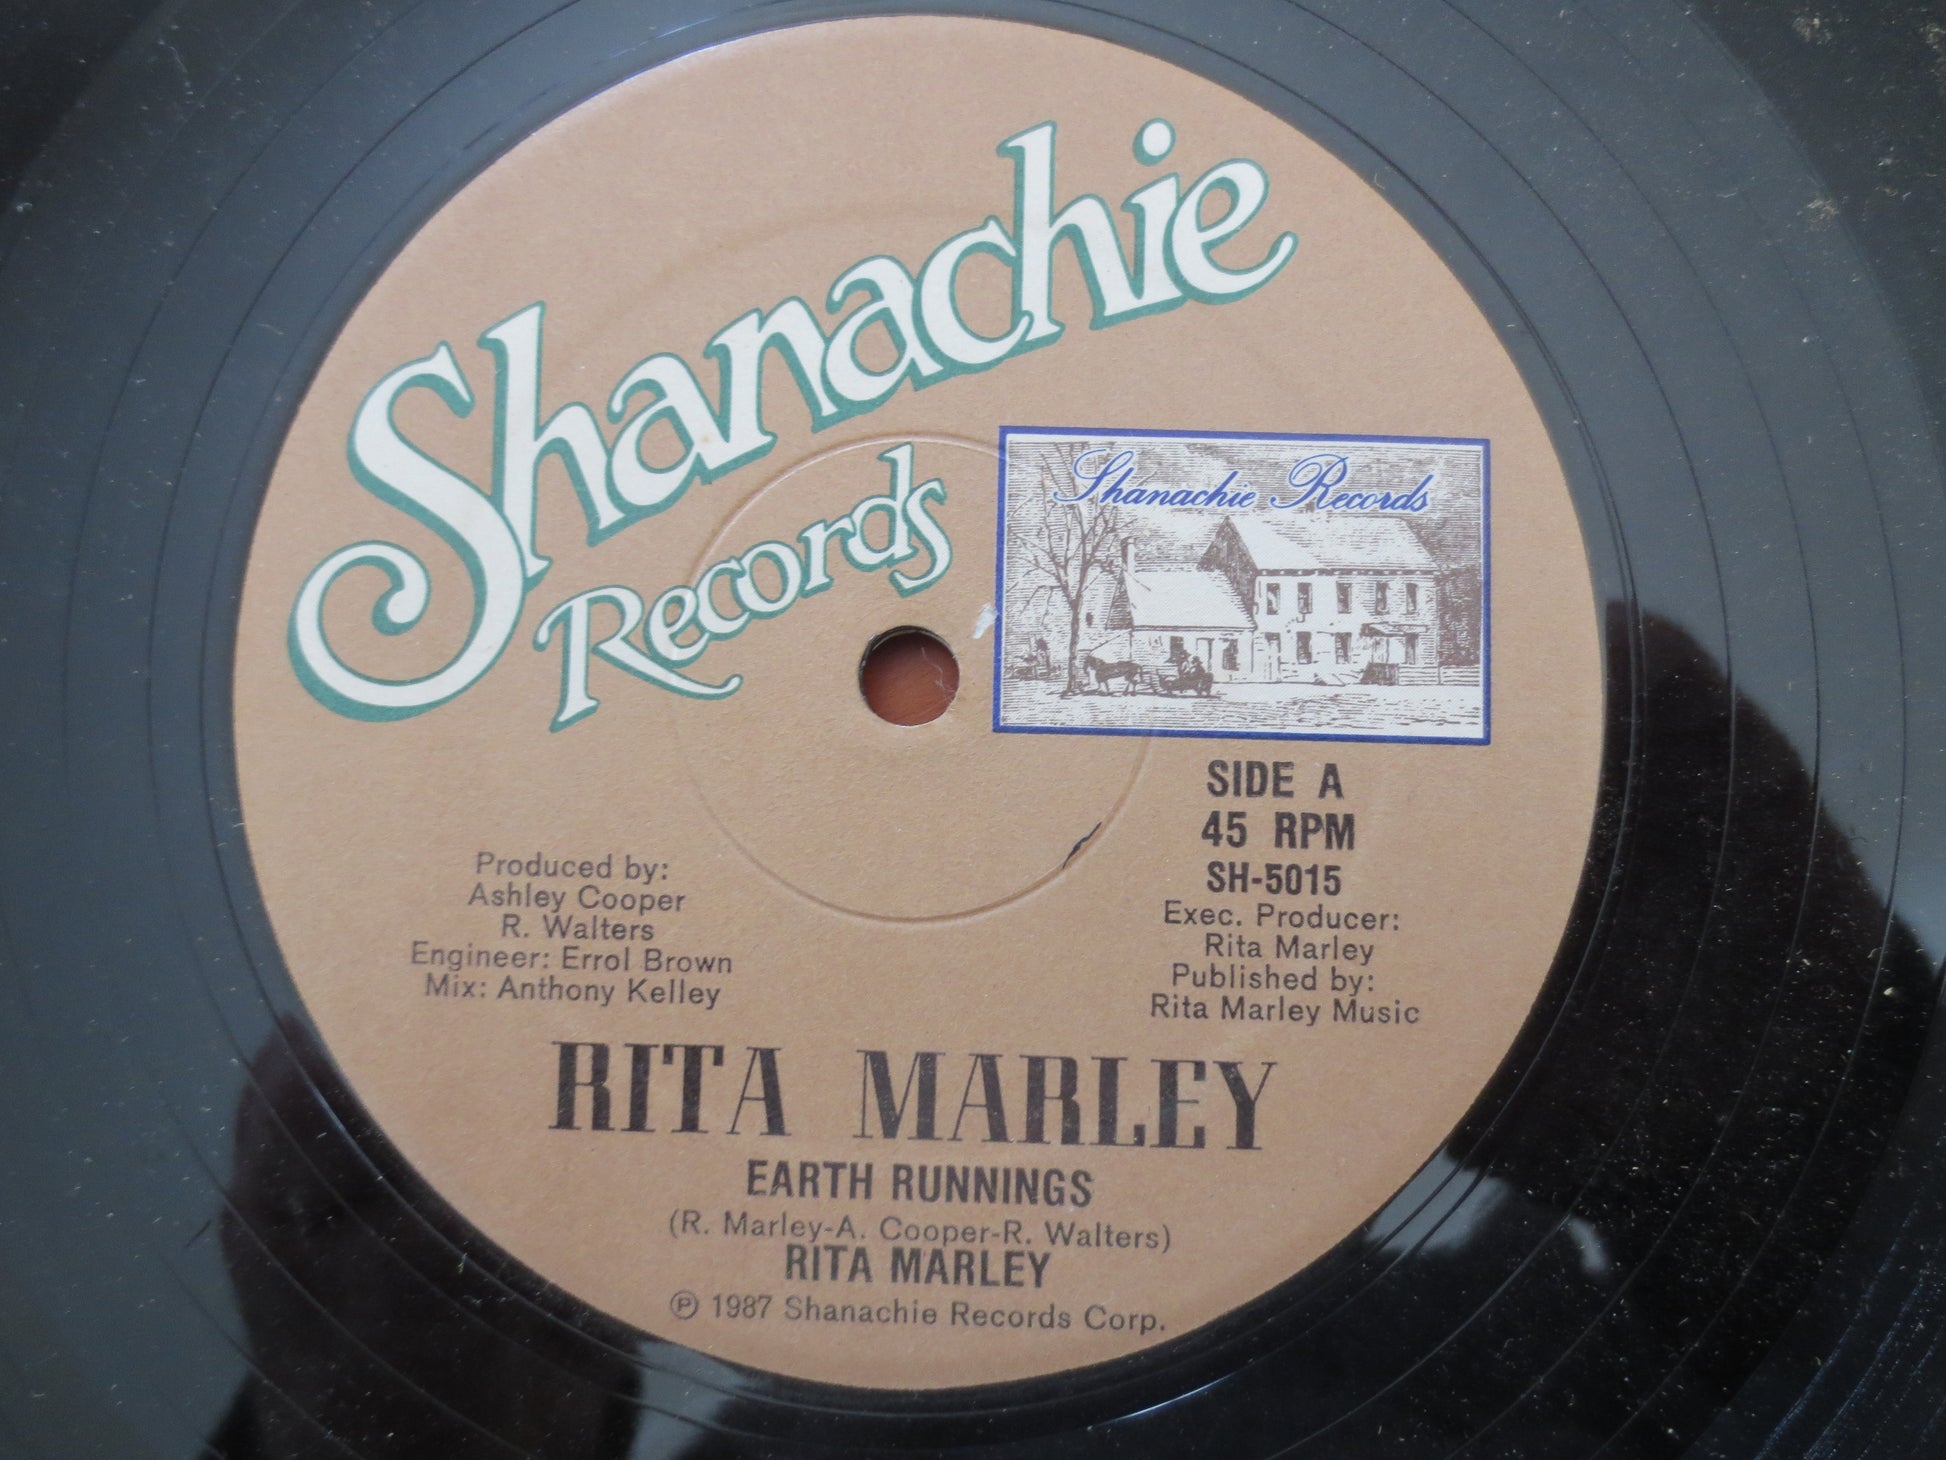 Shanachie
Records
Shanachie Records
SIDE A
45 RPM
SH-5015
Exec. Producer:
Rita Marley
Published by:
Rita Marley Music
Produced by:
Ashley Cooper
R. Walters
Engineer: Errol Brown
Mix: Anthony Kelley
RITA MARLEY
EARTH RUNNINGS
(R. Marley-A. Cooper-R. Walters)
RITA MARLEY
℗ 1987 Shanachie Records Corp.